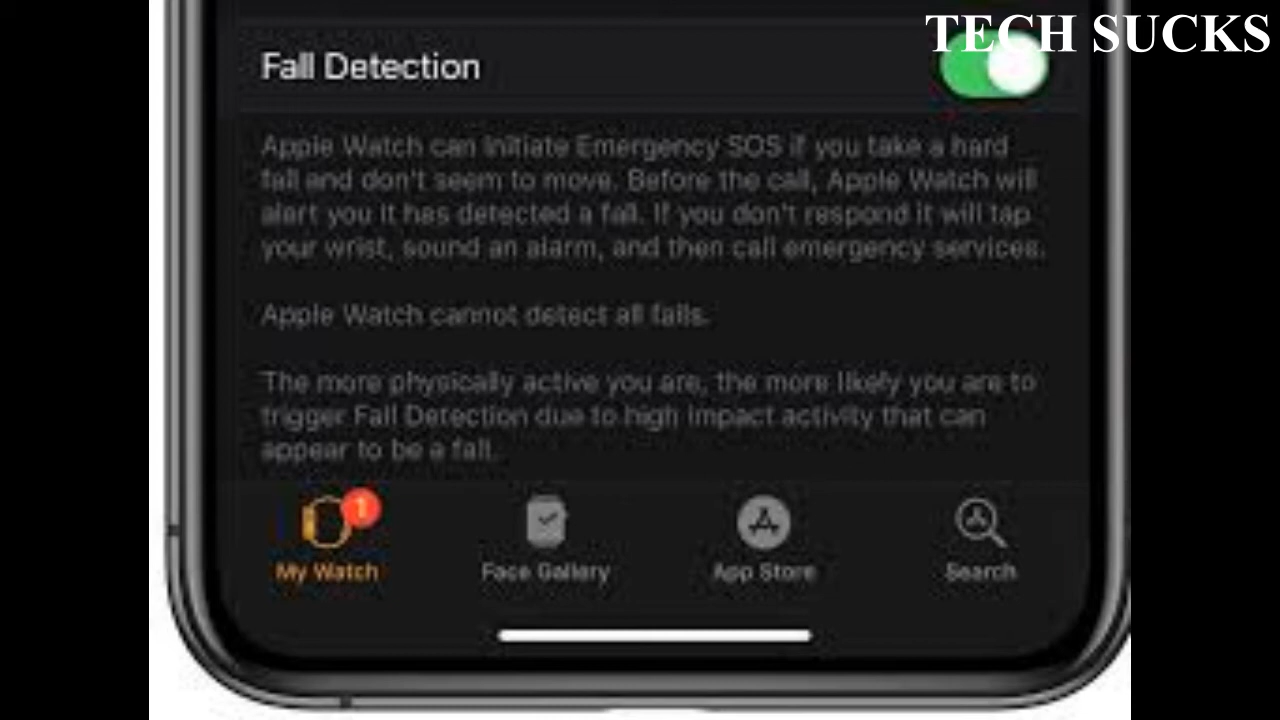 TECH SUCKS
Fall Detection
Apple Watch can initiate Emergency SOS if you take a hard
fall and don't seem to move. Before the call, Apple Watch will
alert you it has detected a fall. If you don't respond it will tap
your wrist, sound an alarm, and then call emergency services.
Apple Watch cannot detect all falls.
The more physically active you are, the more likely you are to
trigger Fall Detection due to high impact activity that can
appear to be a fall.
1
My Watch
Face Gallery
App Store
Search